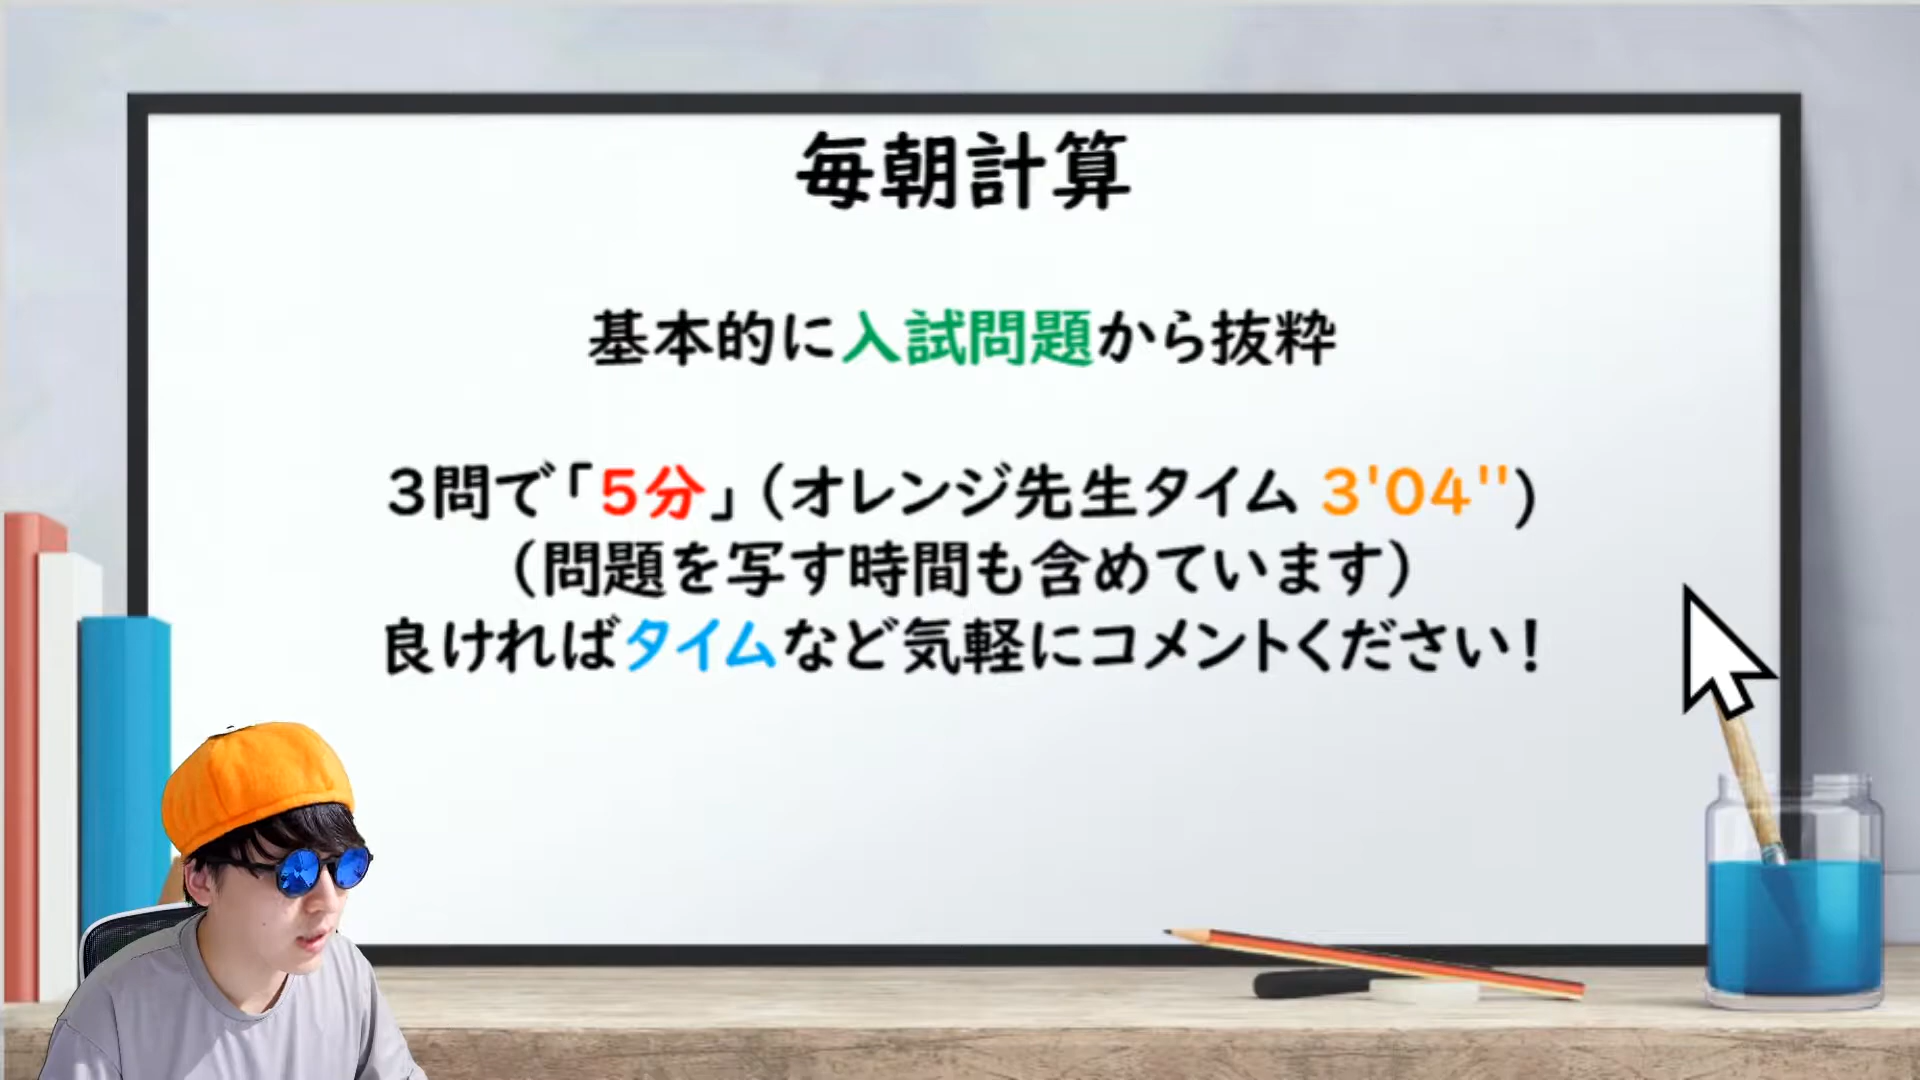 毎朝計算
基本的に入試問題から抜粋
3問で「5分」（オレンジ先生タイム 3'04''）
（問題を写す時間も含めています）
良ければタイムなど気軽にコメントください！